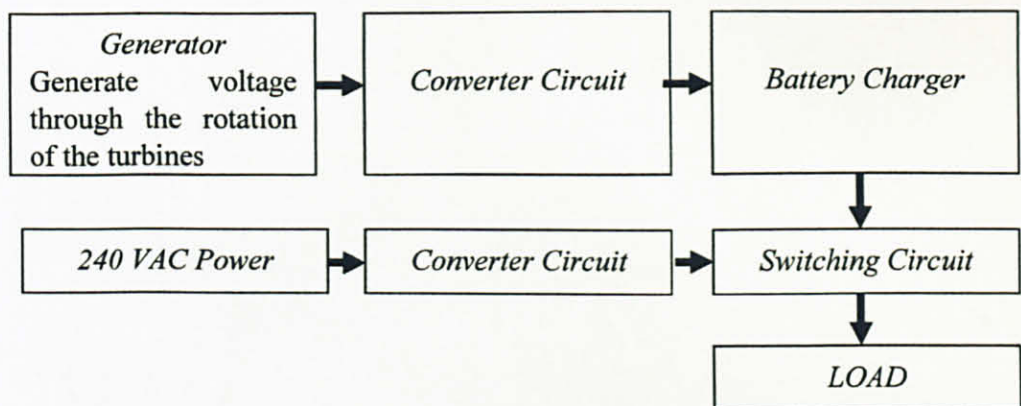 Generator
Generate voltage
through the rotation
of the turbines
Converter Circuit
Battery Charger
240 VAC Power
Converter Circuit
Switching Circuit
LOAD